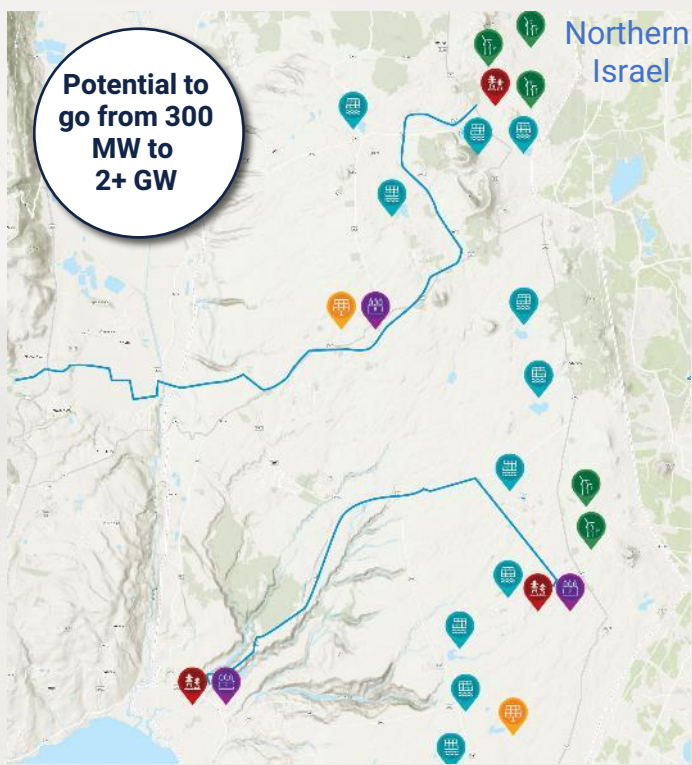 Potential to
go from 300
MW to
2+ GW
Northern
Israel